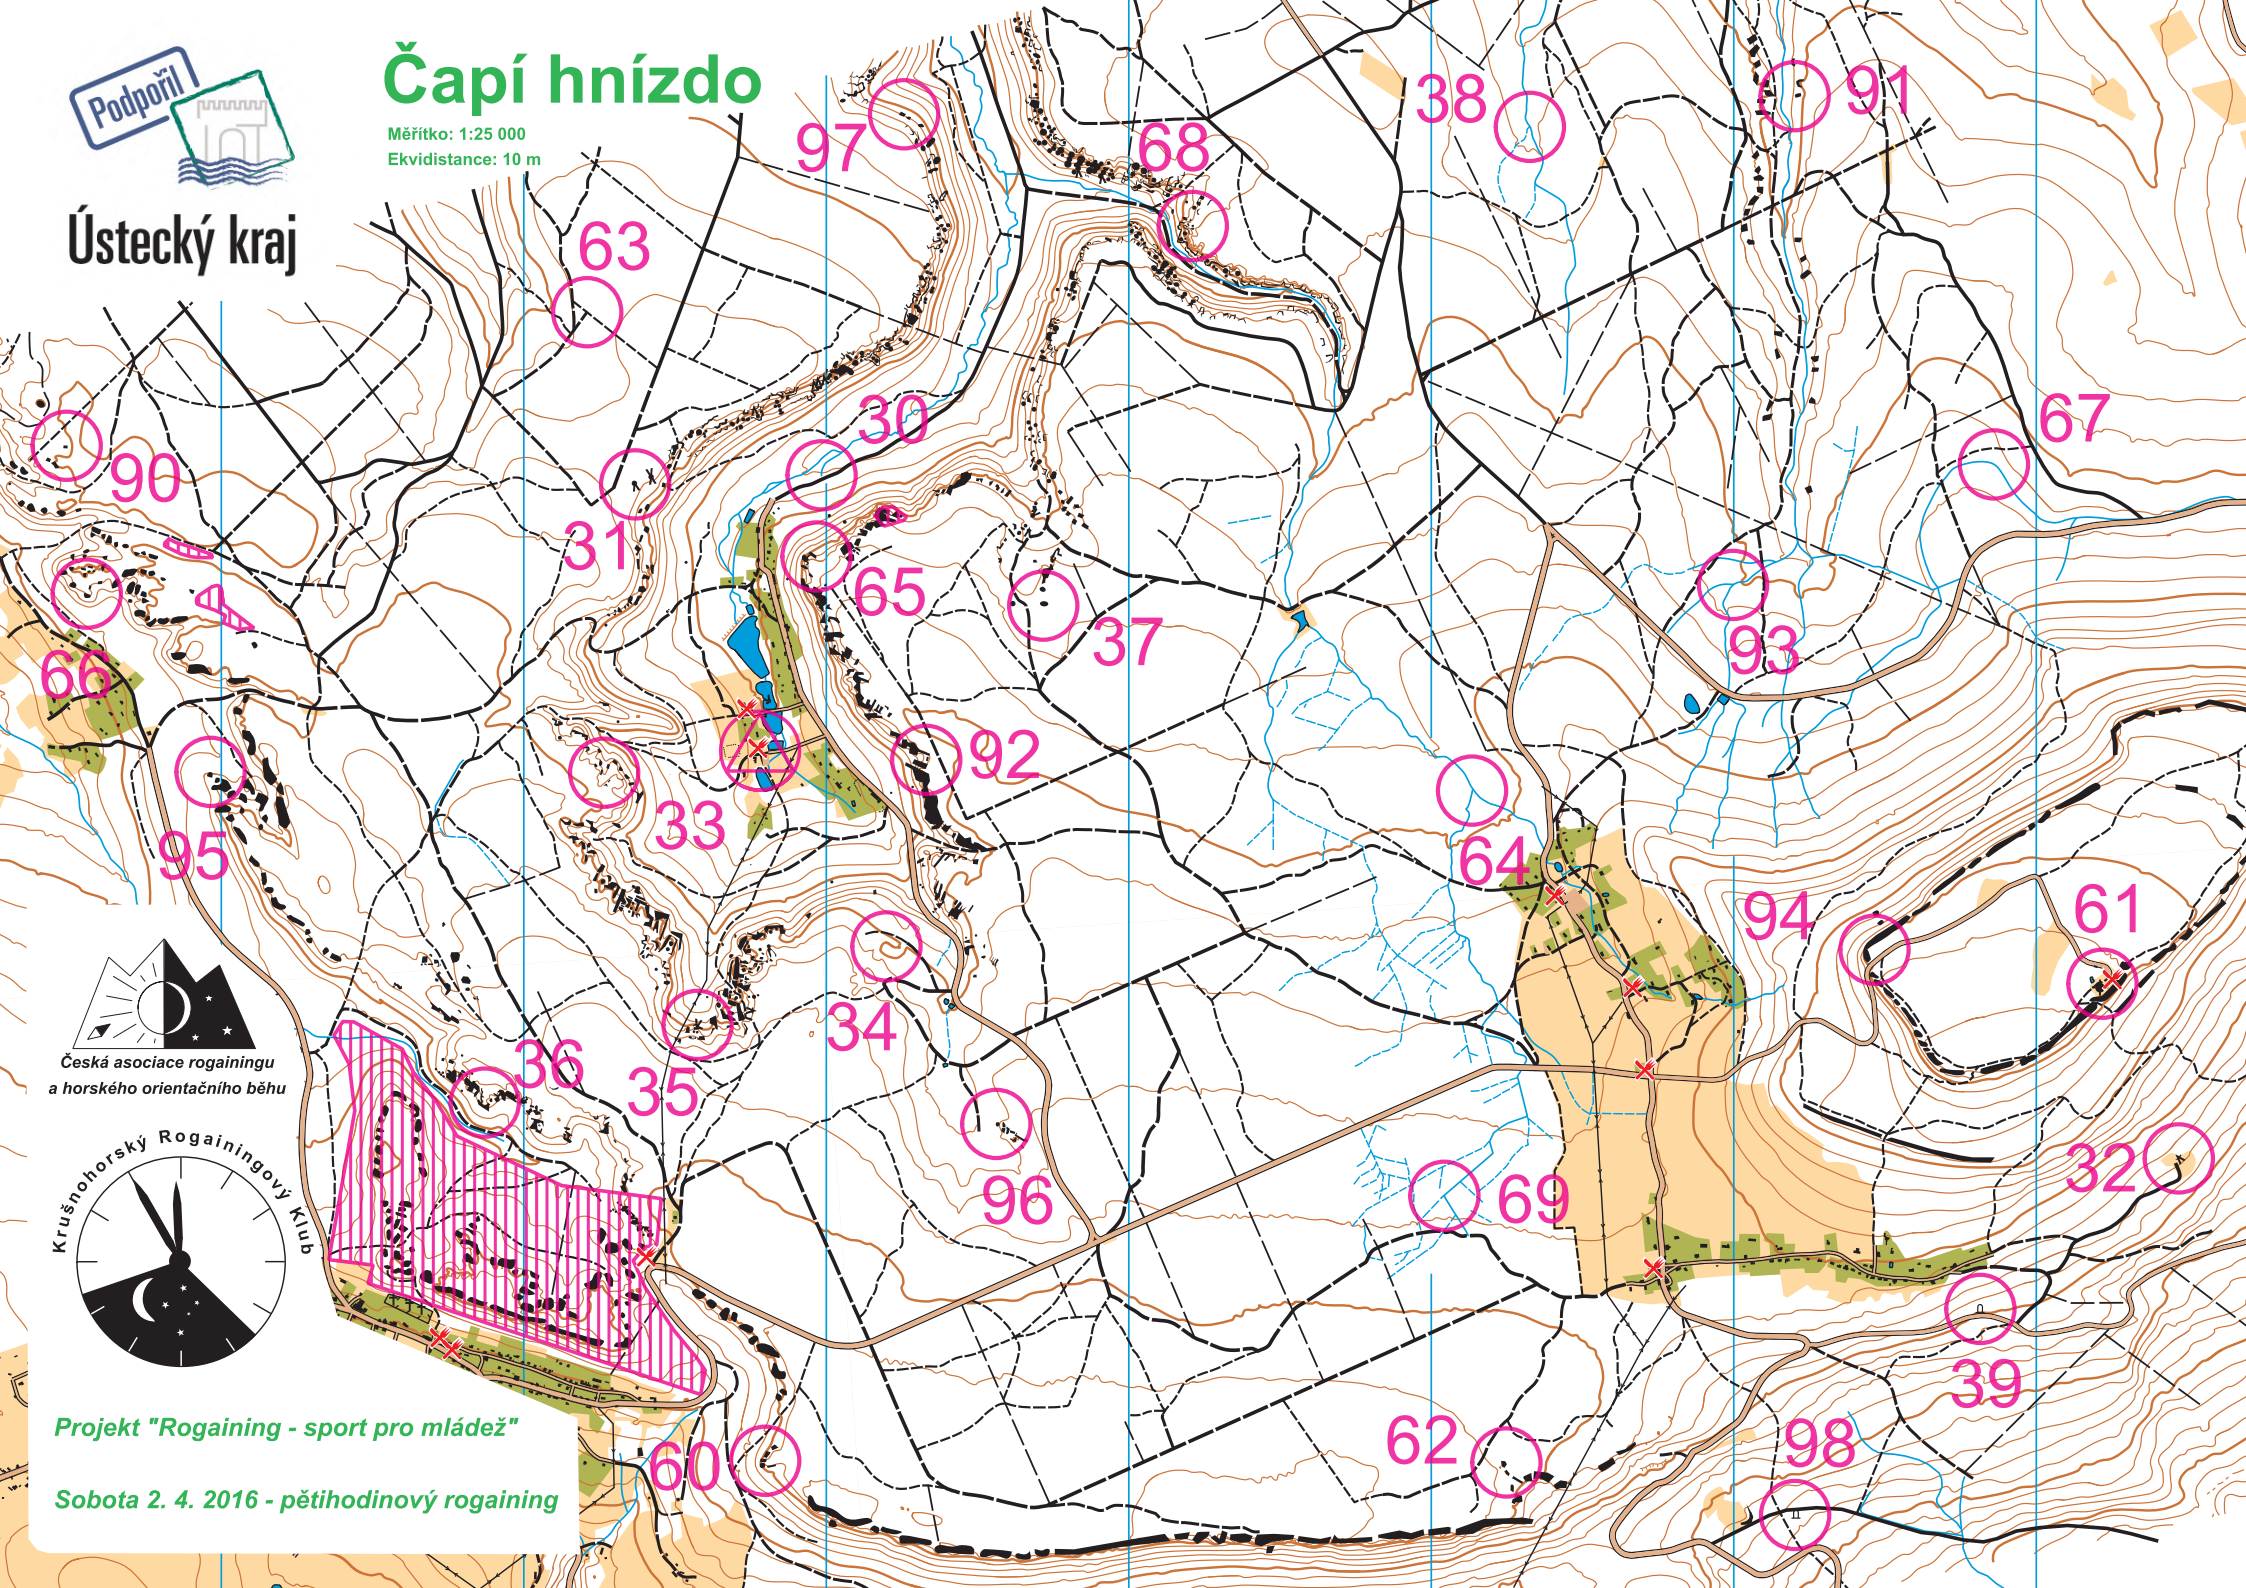 Podpořil
Ústecký kraj
Čapí hnízdo
Měřítko: 1:25 000
Ekvidistance: 10 m
97
68
38
91
63
30
67
90
31
65
37
66
93
92
33
95
64
94
61
34
36
35
32
96
69
39
98
60
62
Česká asociace rogainingu
a horského orientačního běhu
Krušnohorský Rogainingový Klub
Projekt "Rogaining - sport pro mládež"
Sobota 2. 4. 2016 - pětihodinový rogaining